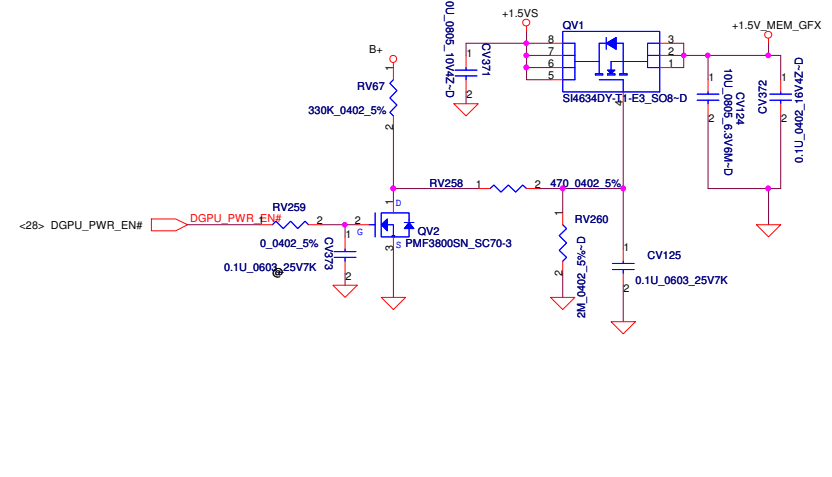 +1.5VS
QV1
+1.5V_MEM_GFX
B+
0U_0805_10V4Z~D
CV371
1
2
8
7
6
5
3
2
1
4
SI4634DY-T1-E3_SO8~D
RV67
330K_0402_5%
1
2
1
2
10U_0805_6.3V6M~D
CV124
1
2
CV372
0.1U_0402_16V4Z~D
RV258
1
2
470_0402_5%
<28> DGPU_PWR_EN#
DGPU_PWR_EN#
RV259
1
2
0_0402_5%
2
G
1
D
3
S
QV2
PMF3800SN_SC70-3
1
2
CV373
0.1U_0603_25V7K
@
RV260
1
2
2M_0402_5%~D
1
2
CV125
0.1U_0603_25V7K